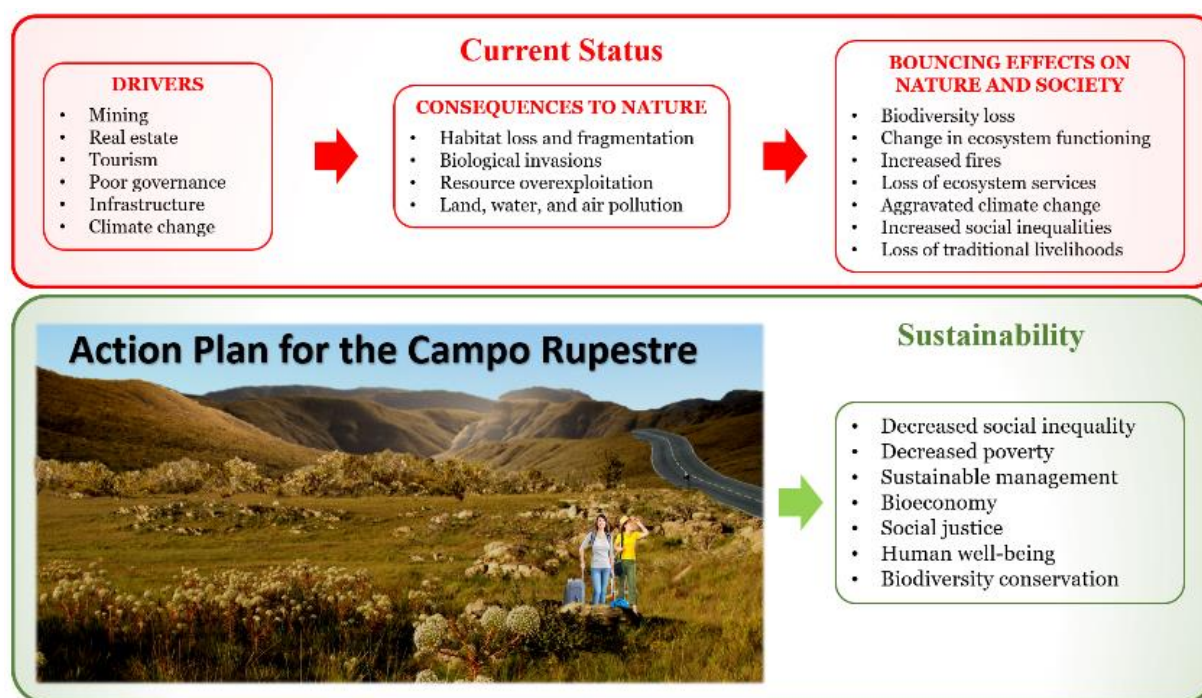 Current Status
DRIVERS
• Mining
• Real estate
• Tourism
• Poor governance
• Infrastructure
• Climate change
CONSEQUENCES TO NATURE
• Habitat loss and fragmentation
• Biological invasions
• Resource overexploitation
• Land, water, and air pollution
BOUNCING EFFECTS ON
NATURE AND SOCIETY
• Biodiversity loss
• Change in ecosystem functioning
• Increased fires
• Loss of ecosystem services
• Aggravated climate change
• Increased social inequalities
• Loss of traditional livelihoods
Action Plan for the Campo Rupestre
Sustainability
• Decreased social inequality
• Decreased poverty
• Sustainable management
• Bioeconomy
• Social justice
• Human well-being
• Biodiversity conservation